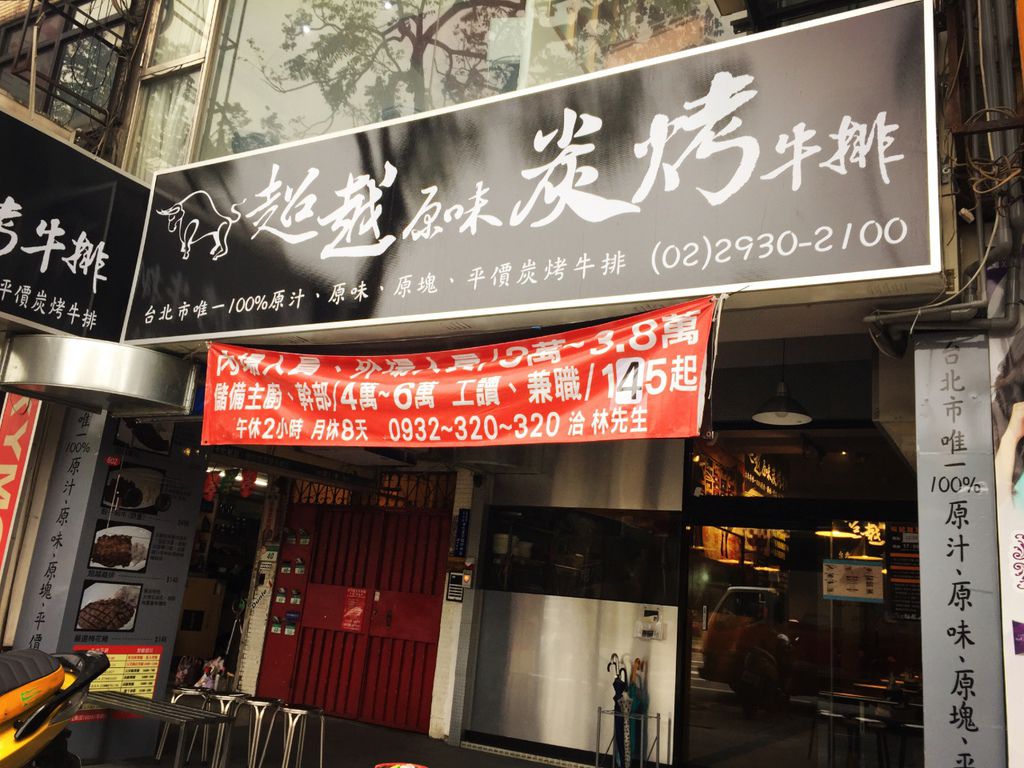 超越原味炭烤牛排
台北市唯一100%原汁、原味、原塊、平價炭烤牛排 (02)2930-2100
牛排
平價炭烤牛排
內場人員、外場人員/3萬~3.8萬
儲備主廚、幹部/4萬~6萬 工讀、兼職/145起
午休2小時 月休8天 0932~320~320 洽 林先生
唯一100%原汁、原味、原塊、平
台北市唯一100%原汁、原味、原塊、平